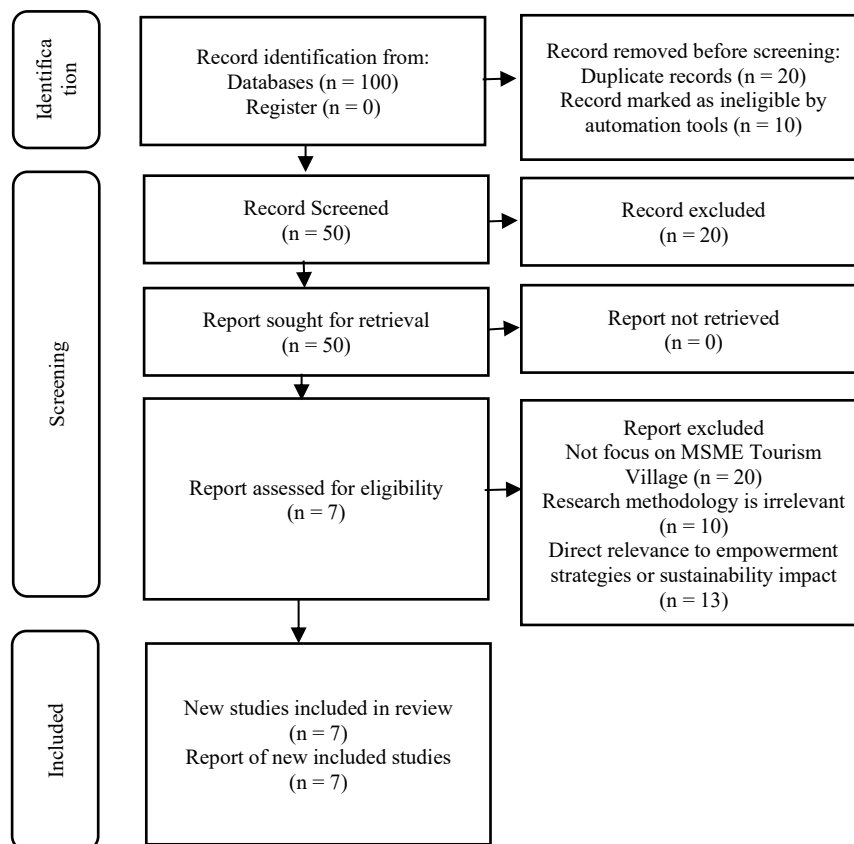 Identifica
tion
Record identification from:
Databases (n = 100)
Register (n = 0)
Record removed before screening:
Duplicate records (n = 20)
Record marked as ineligible by
automation tools (n = 10)
Screening
Record Screened
(n = 50)
Record excluded
(n = 20)
Report sought for retrieval
(n = 50)
Report not retrieved
(n = 0)
Report assessed for eligibility
(n = 7)
Report excluded
Not focus on MSME Tourism
Village (n = 20)
Research methodology is irrelevant
(n = 10)
Direct relevance to empowerment
strategies or sustainability impact
(n = 13)
Included
New studies included in review
(n = 7)
Report of new included studies
(n = 7)